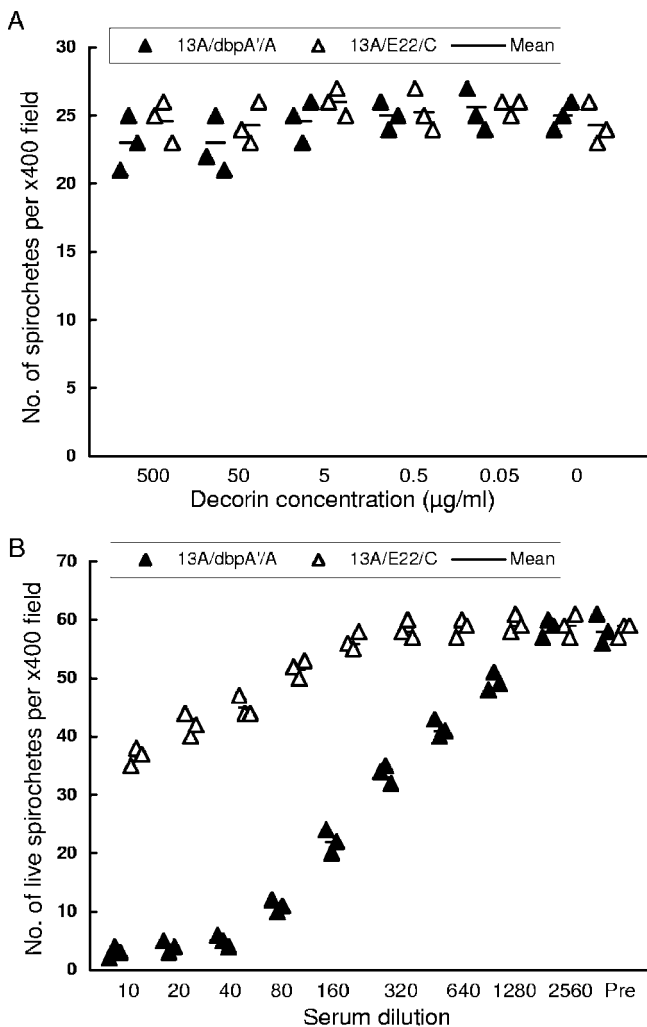 A
13A/dbpA'/A 13A/E22/C Mean
No. of spirochetes per x400 field
30
25
20
15
10
5
0
500 50 5 0.5 0.05 0
Decorin concentration (µg/ml)
B
13A/dbpA'/A 13A/E22/C Mean
No. of live spirochetes per x400 field
70
60
50
40
30
20
10
0
10 20 40 80 160 320 640 1280 2560 Pre
Serum dilution